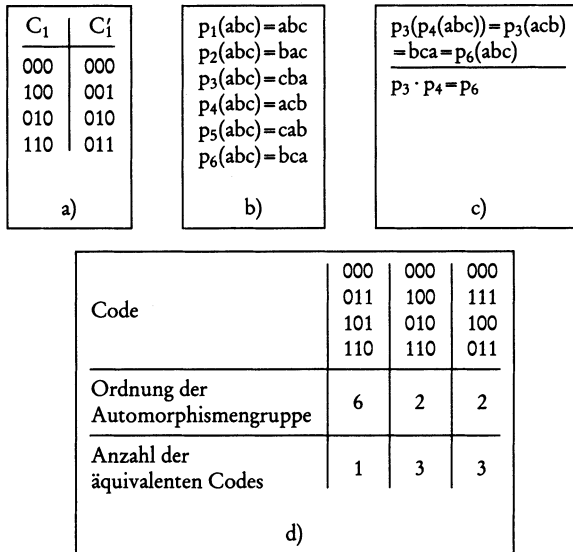 C₁ C₁′
000 000
100 001
010 010
110 011
a)
p₁(abc)=abc
p₂(abc)=bac
p₃(abc)=cba
p₄(abc)=acb
p₅(abc)=cab
p₆(abc)=bca
b)
p₃(p₄(abc))=p₃(acb)
=bca=p₆(abc)
p₃·p₄=p₆
c)
Code
000 000 000
011 100 111
101 010 100
110 110 011
Ordnung der
Automorphismengruppe 6 2 2
Anzahl der
äquivalenten Codes 1 3 3
d)